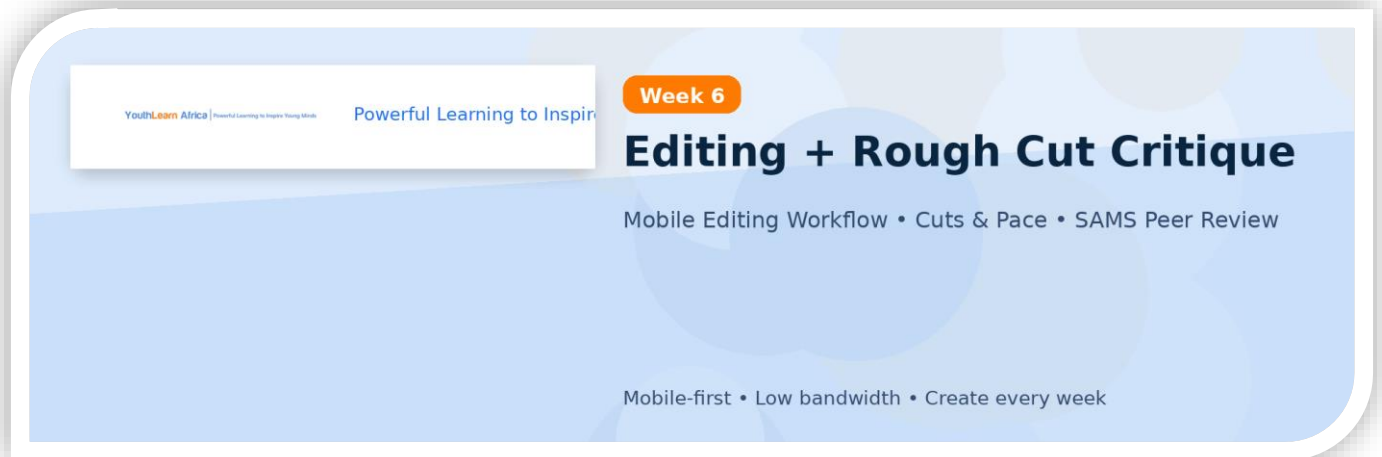 YouthLearn Africa | Powerful Learning to Inspire Young Minds
Powerful Learning to Inspir
Week 6
Editing + Rough Cut Critique
Mobile Editing Workflow • Cuts & Pace • SAMS Peer Review
Mobile-first • Low bandwidth • Create every week